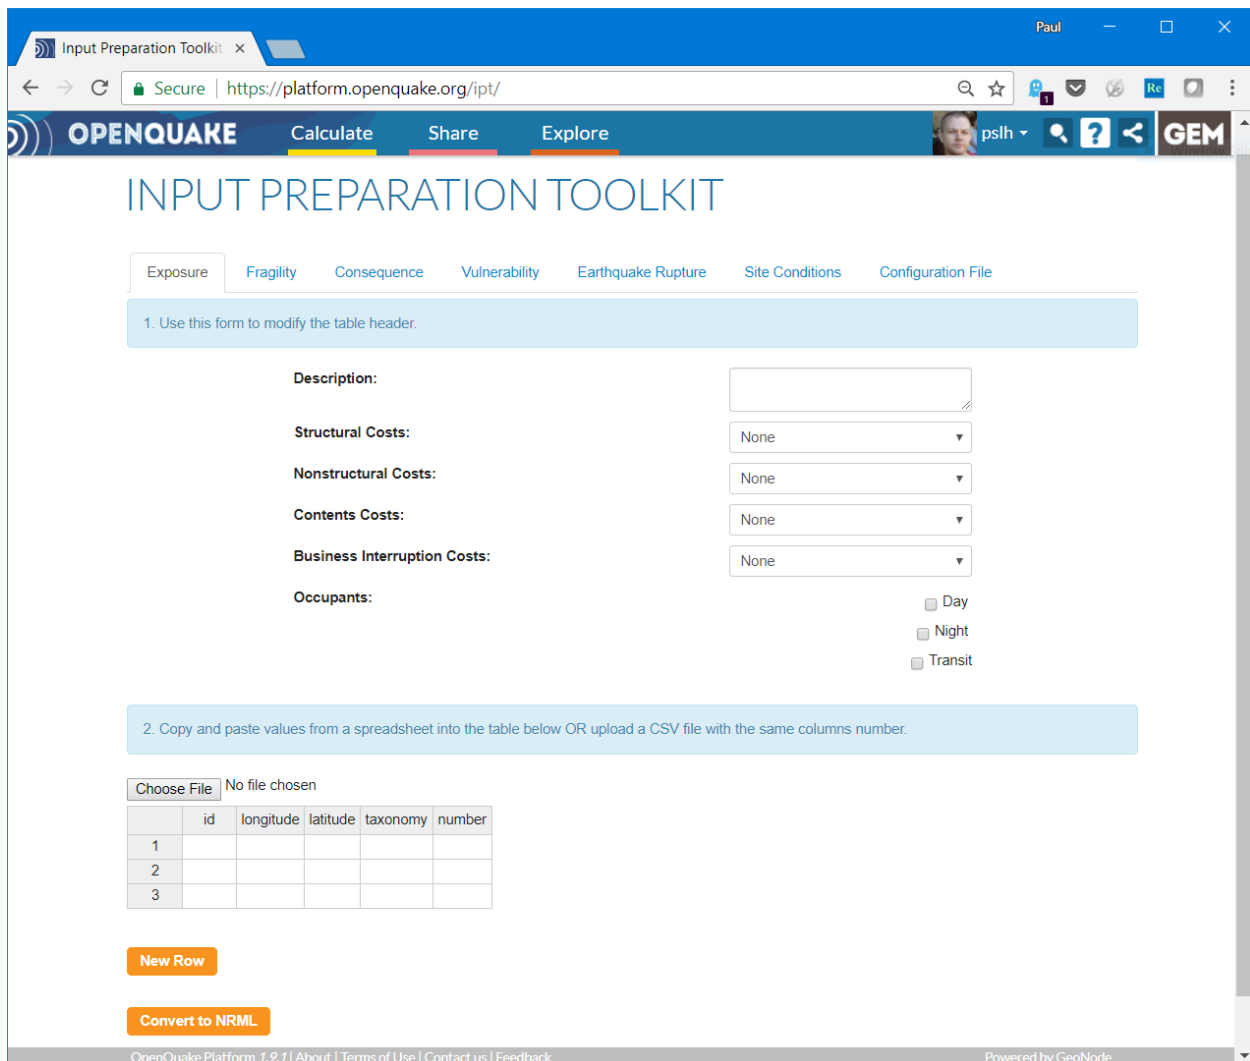 Paul
Input Preparation Toolkit
Secure https://platform.openquake.org/ipt/
1 Re
OPENQUAKE Calculate Share Explore pslh ? GEM
INPUT PREPARATION TOOLKIT
Exposure Fragility Consequence Vulnerability Earthquake Rupture Site Conditions Configuration File
1. Use this form to modify the table header.
Description:
Structural Costs: None
Nonstructural Costs: None
Contents Costs: None
Business Interruption Costs: None
Occupants: Day
Night
Transit
2. Copy and paste values from a spreadsheet into the table below OR upload a CSV file with the same columns number.
Choose File No file chosen
id longitude latitude taxonomy number
1
2
3
New Row
Convert to NRML
OpenQuake Platform 1.9.1 | About | Terms of Use | Contact us | Feedback Powered by GeoNode